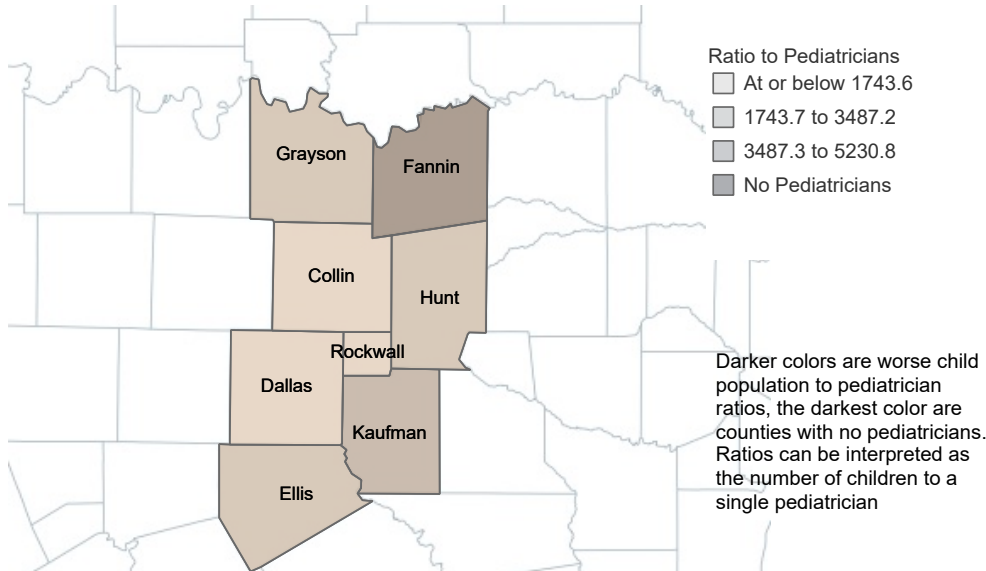 Ratio to Pediatricians
At or below 1743.6
1743.7 to 3487.2
3487.3 to 5230.8
No Pediatricians
Grayson
Fannin
Collin
Hunt
Rockwall
Dallas
Kaufman
Ellis
Darker colors are worse child
population to pediatrician
ratios, the darkest color are
counties with no pediatricians.
Ratios can be interpreted as
the number of children to a
single pediatrician